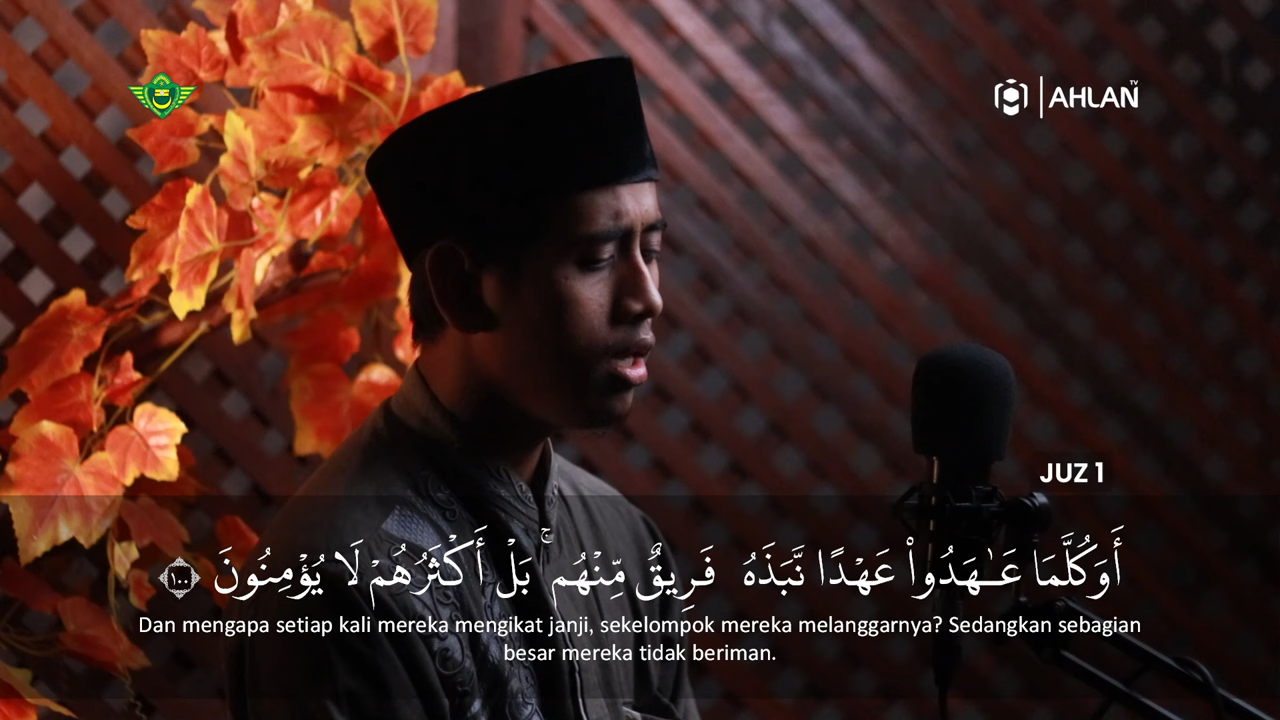 AHLAN TV
JUZ 1
أَوَكُلَّمَا عَـٰهَدُوا۟ عَهْدًا نَّبَذَهُۥ فَرِيقٌ مِّنْهُم ۚ بَلْ أَكْثَرُهُمْ لَا يُؤْمِنُونَ ١٠٠
Dan mengapa setiap kali mereka mengikat janji, sekelompok mereka melanggarnya? Sedangkan sebagian
besar mereka tidak beriman.